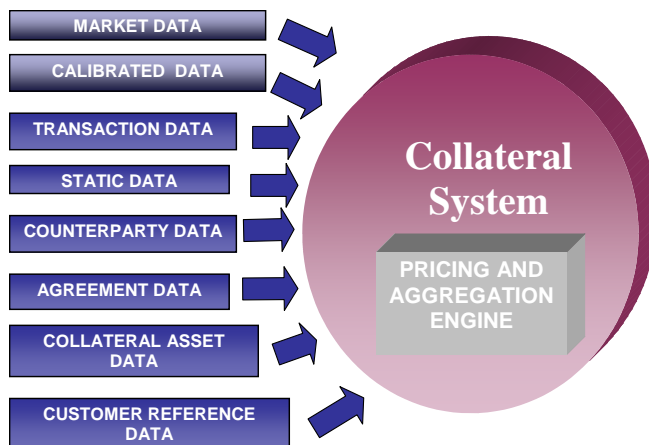 MARKET DATA
CALIBRATED DATA
TRANSACTION DATA
STATIC DATA
COUNTERPARTY DATA
AGREEMENT DATA
COLLATERAL ASSET
DATA
CUSTOMER REFERENCE
DATA
Collateral
System
PRICING AND
AGGREGATION
ENGINE